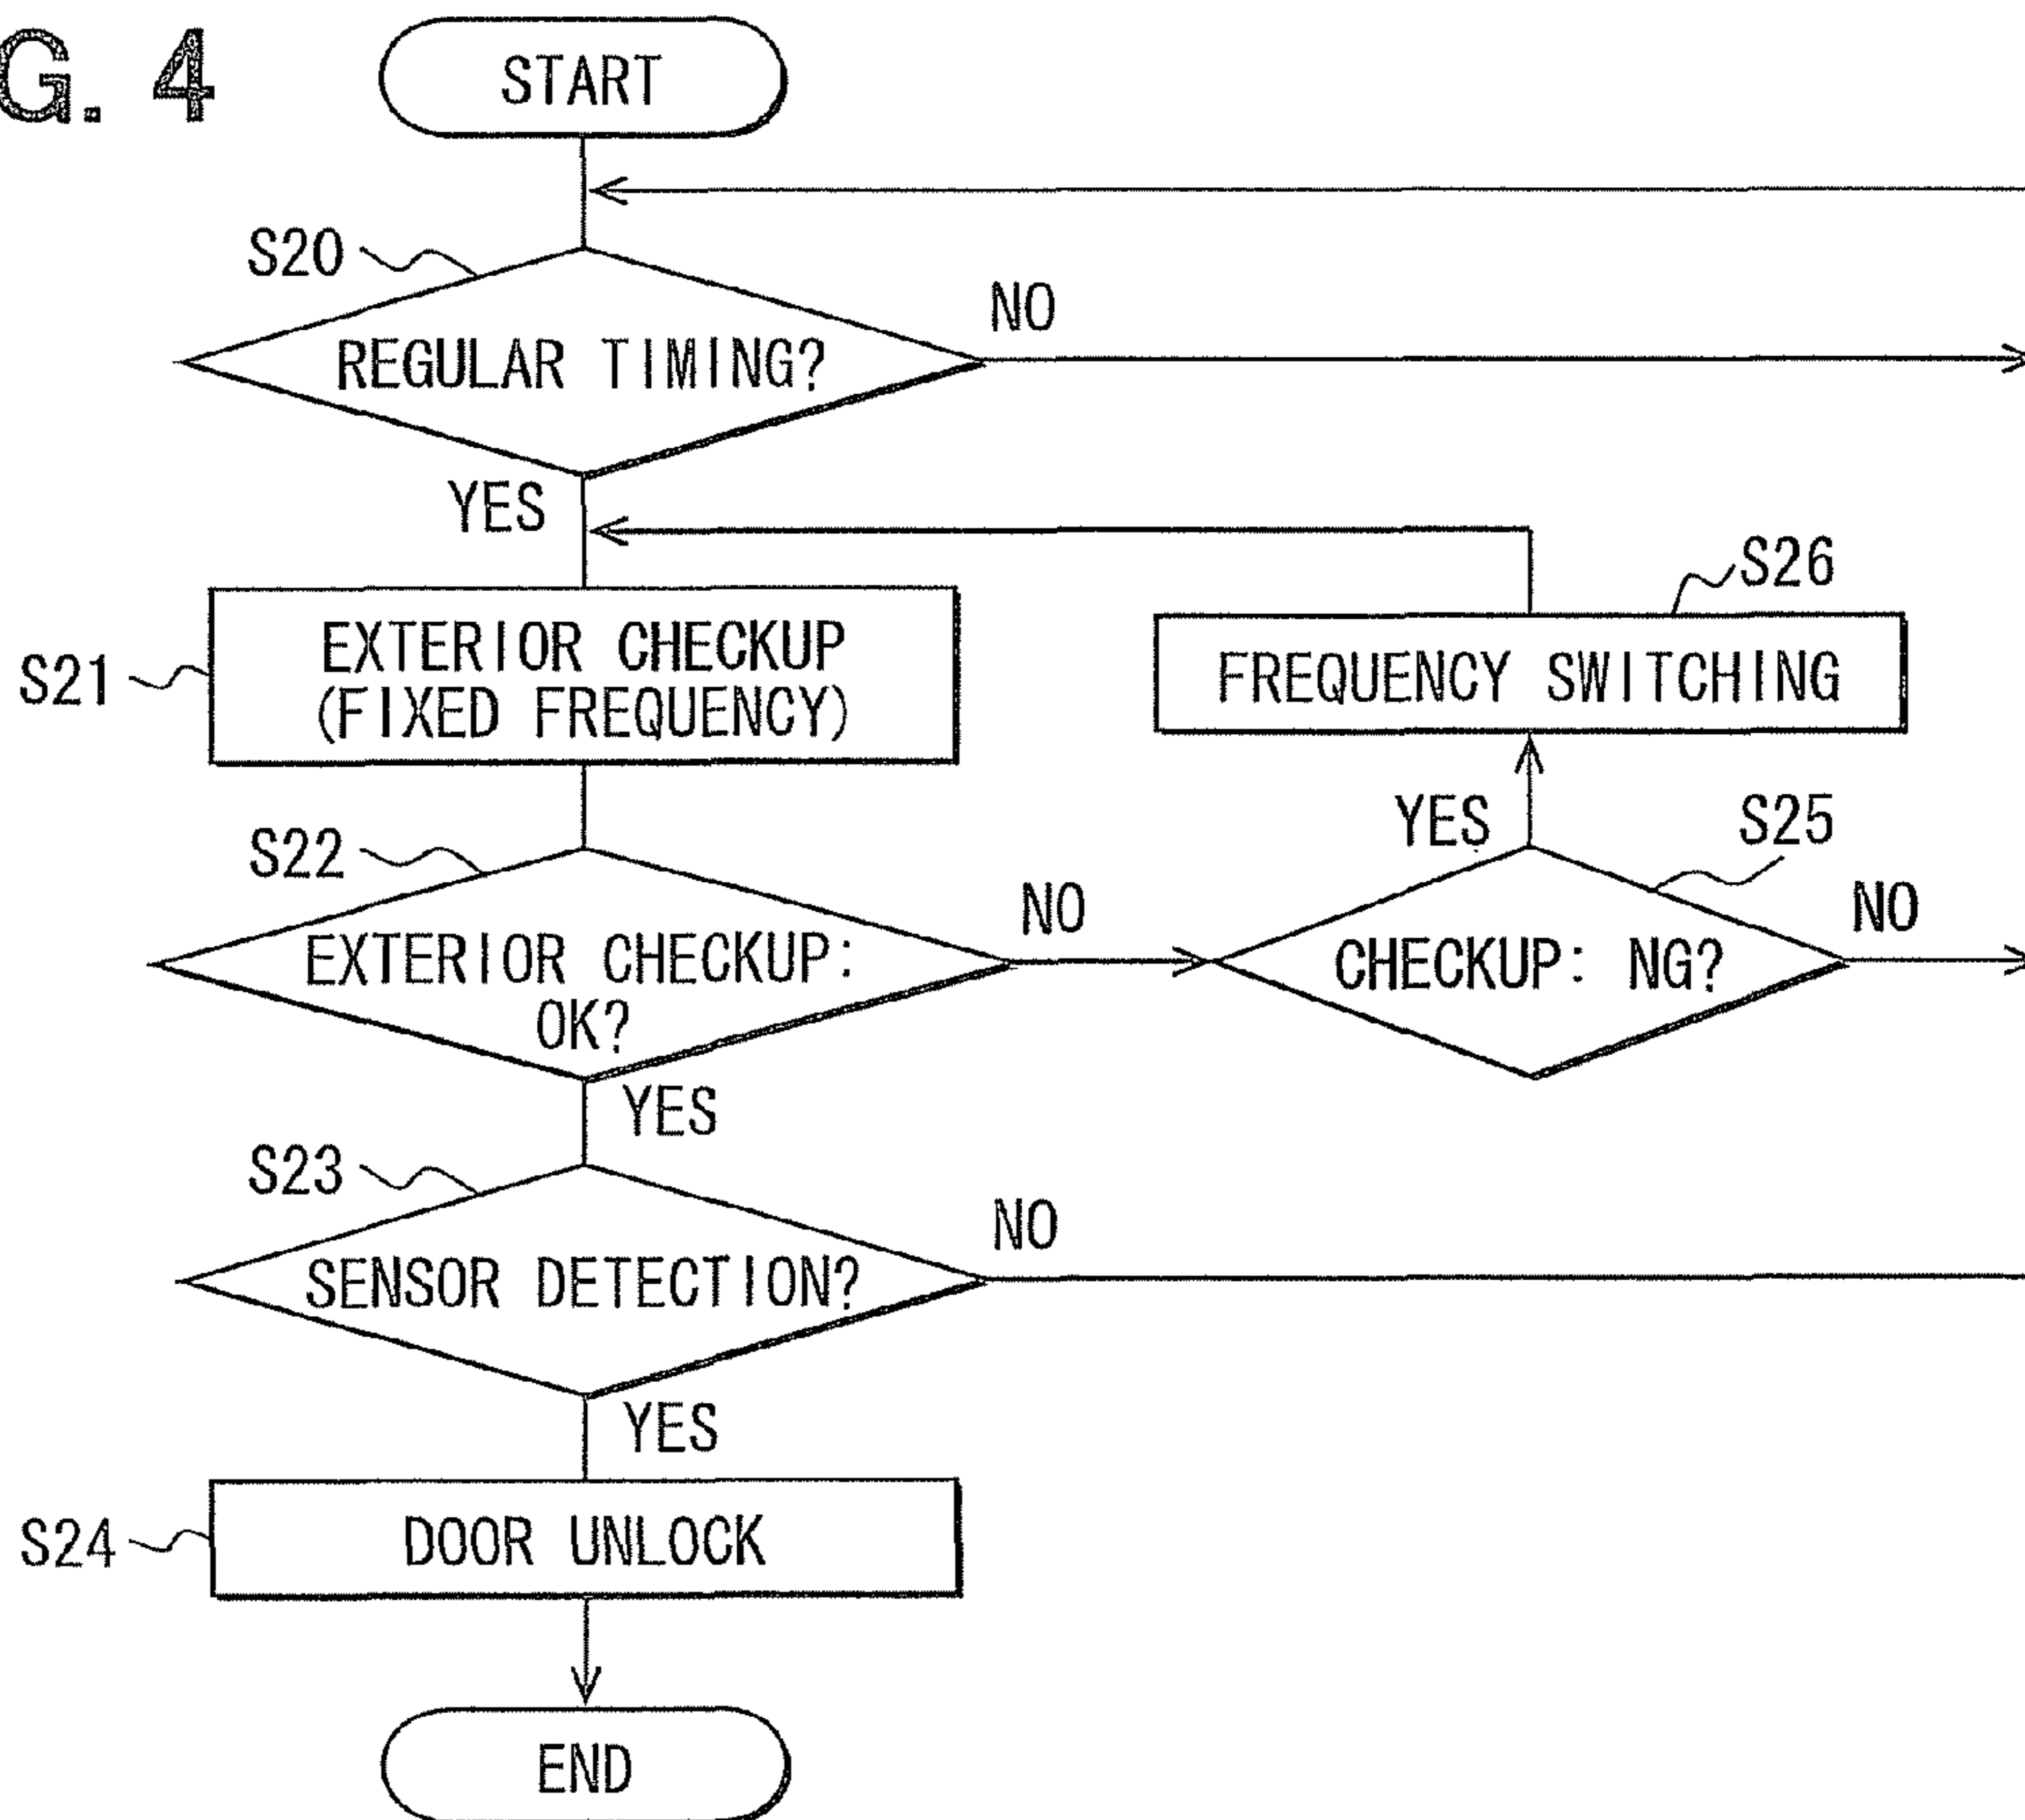 G. 4
START
S20
REGULAR TIMING?
NO
YES
S21
EXTERIOR CHECKUP
(FIXED FREQUENCY)
S26
FREQUENCY SWITCHING
YES
S22
EXTERIOR CHECKUP:
OK?
NO
S25
CHECKUP: NG?
NO
YES
S23
SENSOR DETECTION?
NO
YES
S24
DOOR UNLOCK
END